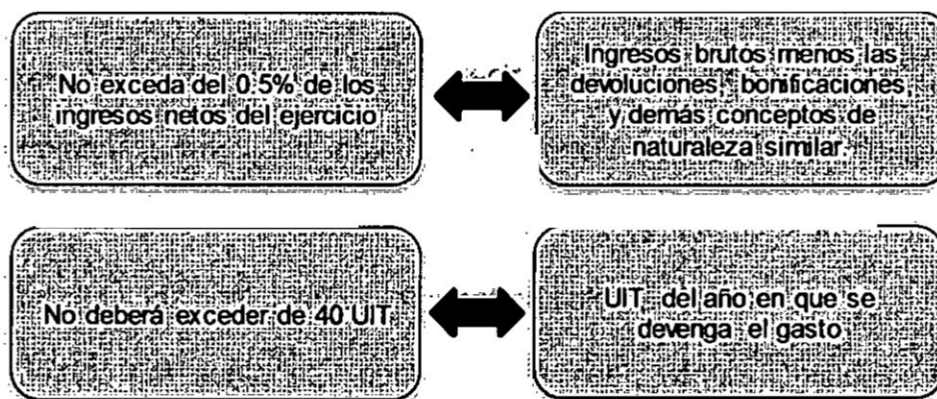 No exceda del 0.5% de los
ingresos netos del ejercicio
Ingresos brutos menos las
devoluciones, bonificaciones,
y demas conceptos de
naturaleza similar.
No deberá exceder de 40 UIT
UIT del año en que se
devenga el gasto